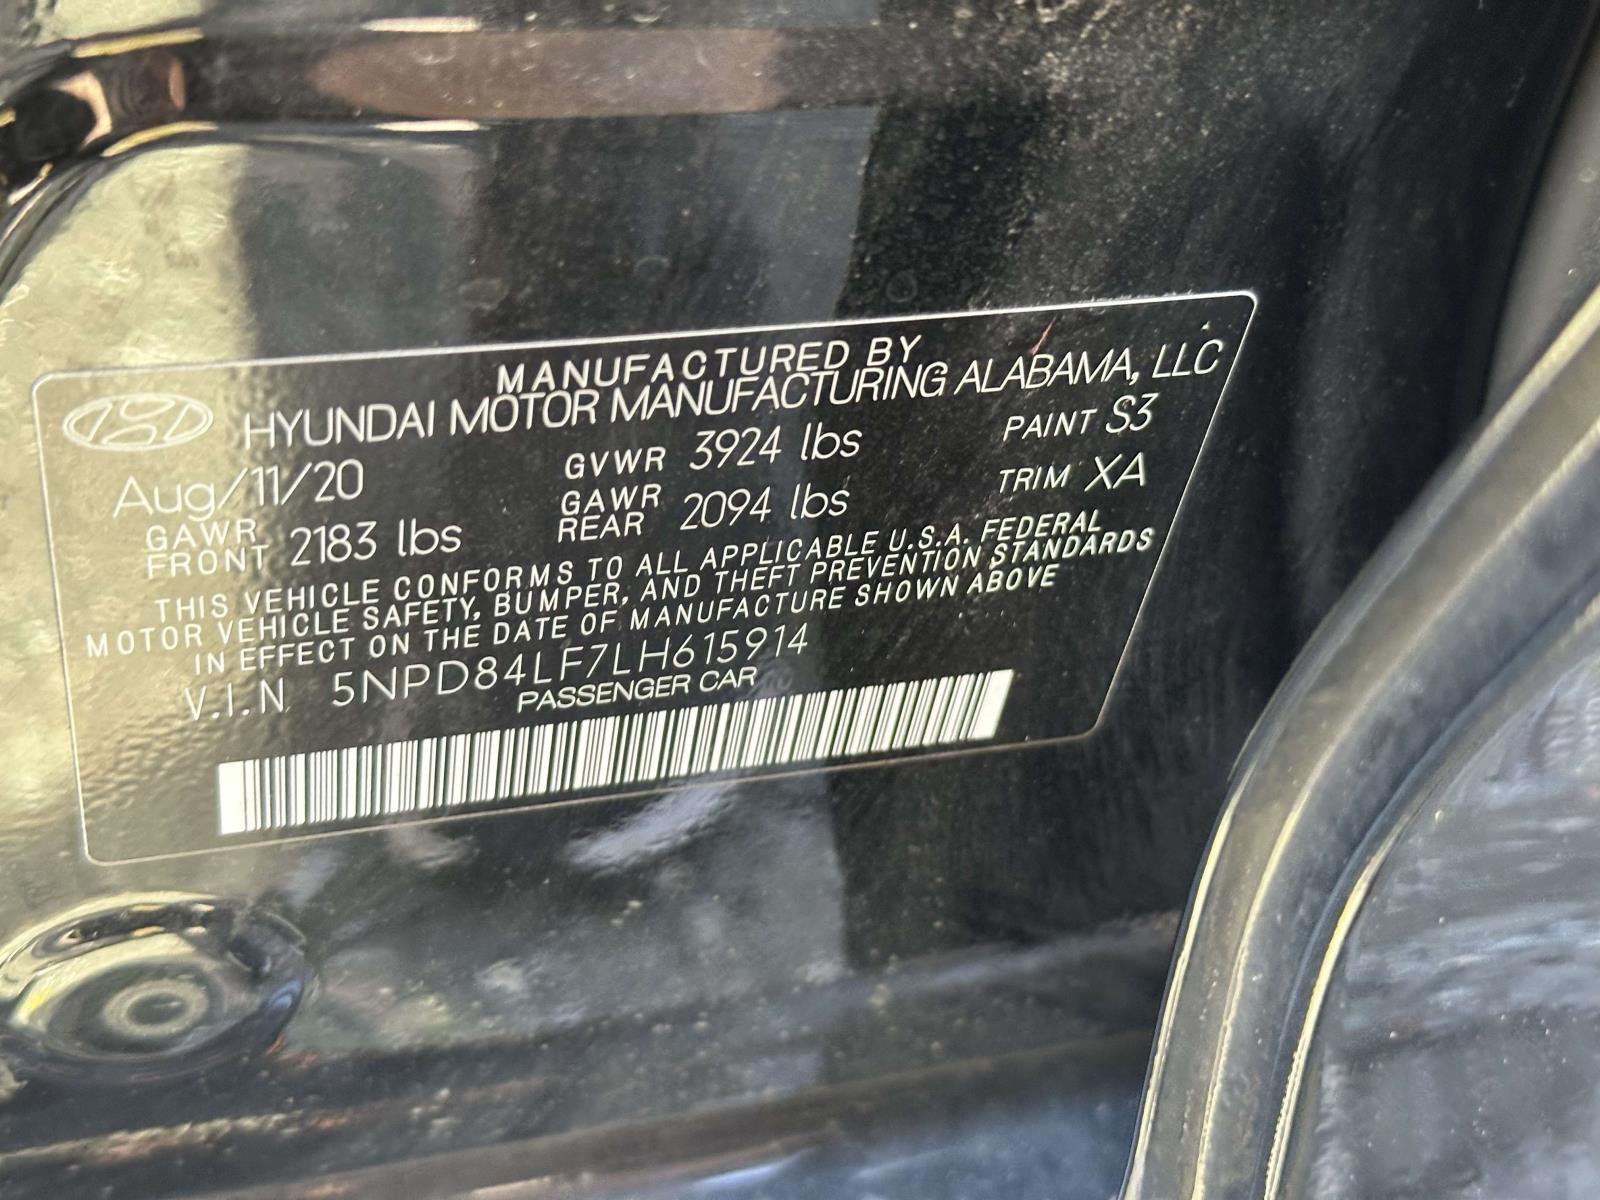 MANUFACTURED BY
HYUNDAI MOTOR MANUFACTURING ALABAMA, LLC
Aug/11/20 GVWR 3924 lbs PAINT S3
GAWR FRONT 2183 lbs GAWR REAR 2094 lbs TRIM XA
THIS VEHICLE CONFORMS TO ALL APPLICABLE U.S.A. FEDERAL
MOTOR VEHICLE SAFETY, BUMPER, AND THEFT PREVENTION STANDARDS
IN EFFECT ON THE DATE OF MANUFACTURE SHOWN ABOVE
V.I.N 5NPD84LF7LH615914
PASSENGER CAR